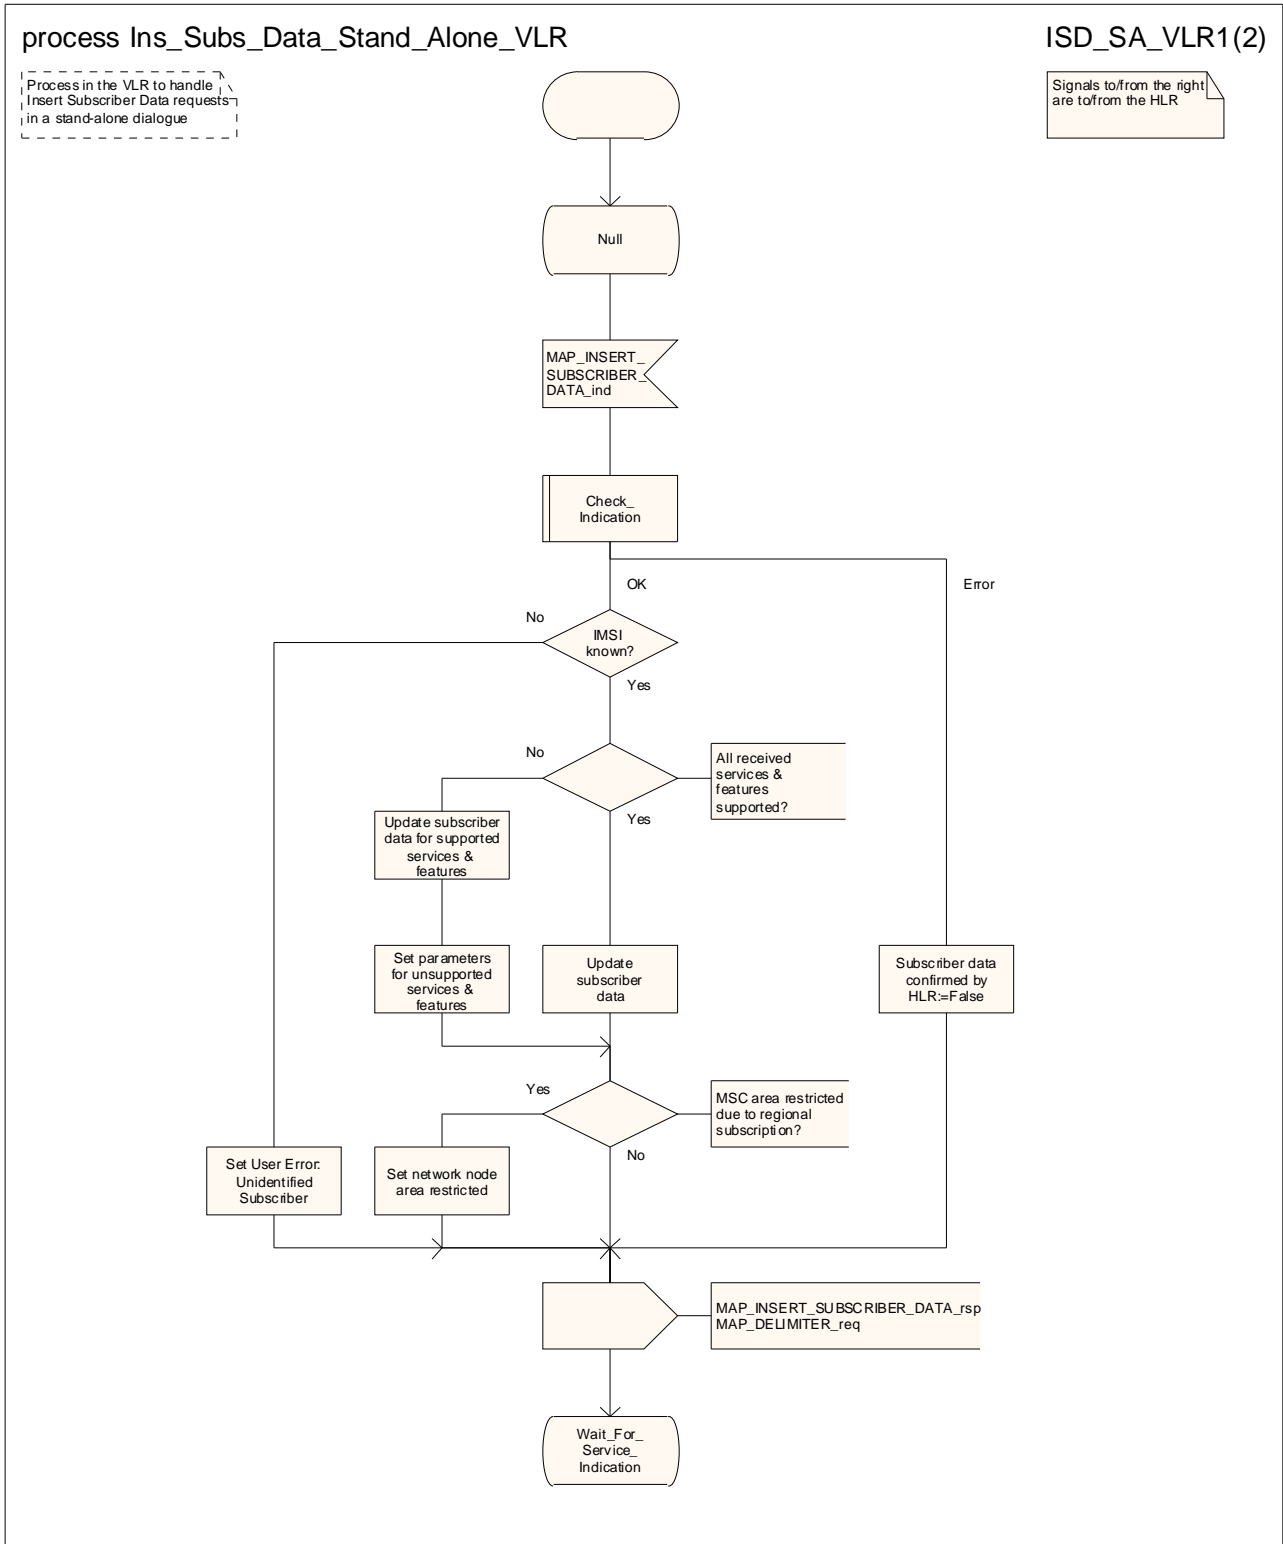 process Ins_Subs_Data_Stand_Alone_VLR
ISD_SA_VLR1(2)
Process in the VLR to handle
Insert Subscriber Data requests
in a stand-alone dialogue
Signals to/from the right
are to/from the HLR
Null
MAP_INSERT_
SUBSCRIBER_
DATA_ind
Check_
Indication
OK
Error
No
IMSI
known?
Yes
No
All received
services &
features
supported?
Yes
Update subscriber
data for supported
services &
features
Set parameters
for unsupported
services &
features
Update
subscriber
data
Subscriber data
confirmed by
HLR:=False
Yes
MSC area restricted
due to regional
subscription?
No
Set User Error:
Unidentified
Subscriber
Set network node
area restricted
MAP_INSERT_SUBSCRIBER_DATA_rsp
MAP_DELIMITER_req
Wait_For_
Service_
Indication